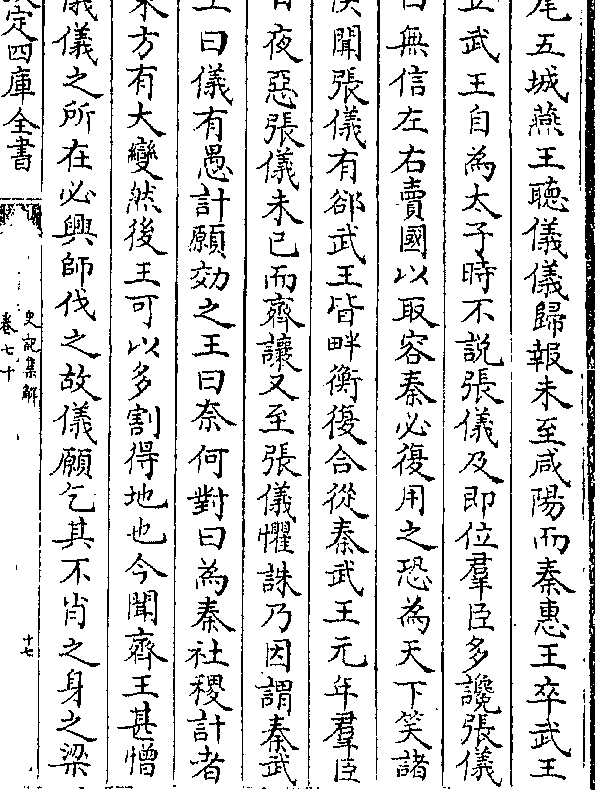 尾五城燕王聽儀儀歸報未至咸陽而秦惠王卒武王
立武王自為太子時不說張儀及即位羣臣多讒張儀
曰無信左右賣國以取容秦必復用之恐為天下笑諸
侯聞張儀有郤武王皆畔衡復合從秦武王元年羣臣
日夜惡張儀未已而齊讓又至張儀懼誅乃因謂秦武
王曰儀有愚計願効之王曰奈何對曰為秦社稷計者
東方有大變然後王可以多割得地也今聞齊王甚憎
儀儀之所在必興師伐之故儀願乞其不肖之身之梁
定四庫全書
史記集解
卷七十
十七